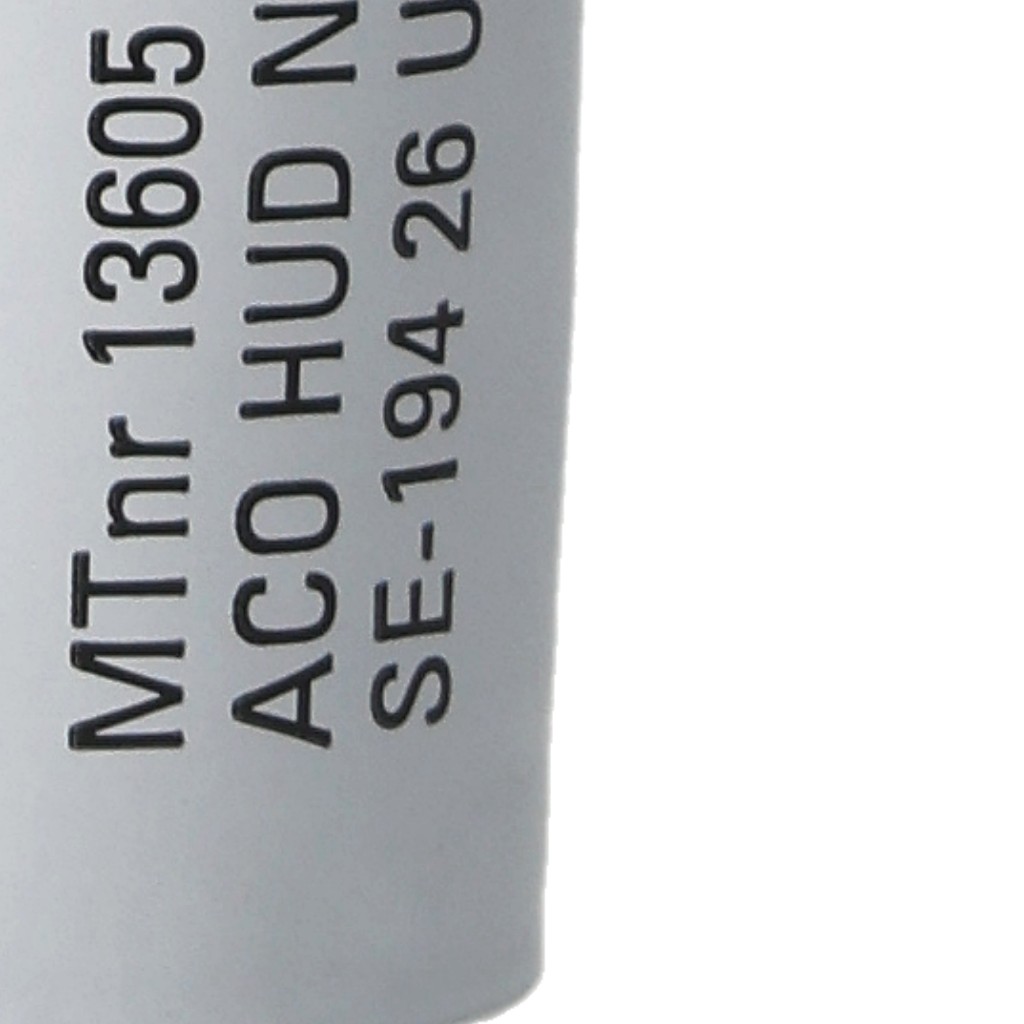 MTnr 13605
ACO HUD N
SE-194 26 U